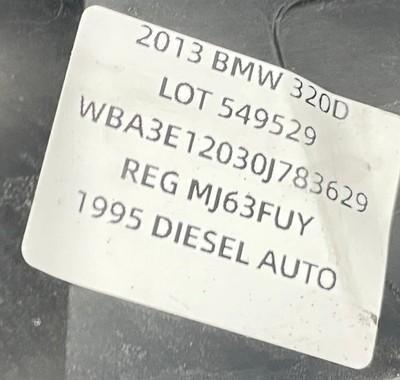 2013 BMW 320D
LOT 549529
WBA3E12030J783629
REG MJ63FUY
1995 DIESEL AUTO